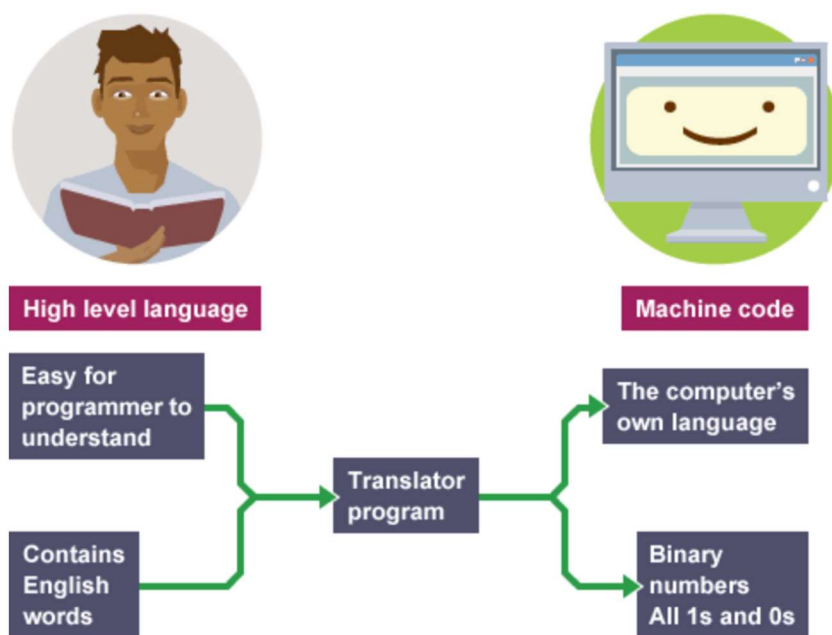 High level language
Machine code
Easy for
programmer to
understand
The computer's
own language
Translator
program
Contains
English
words
Binary
numbers
All 1s and 0s